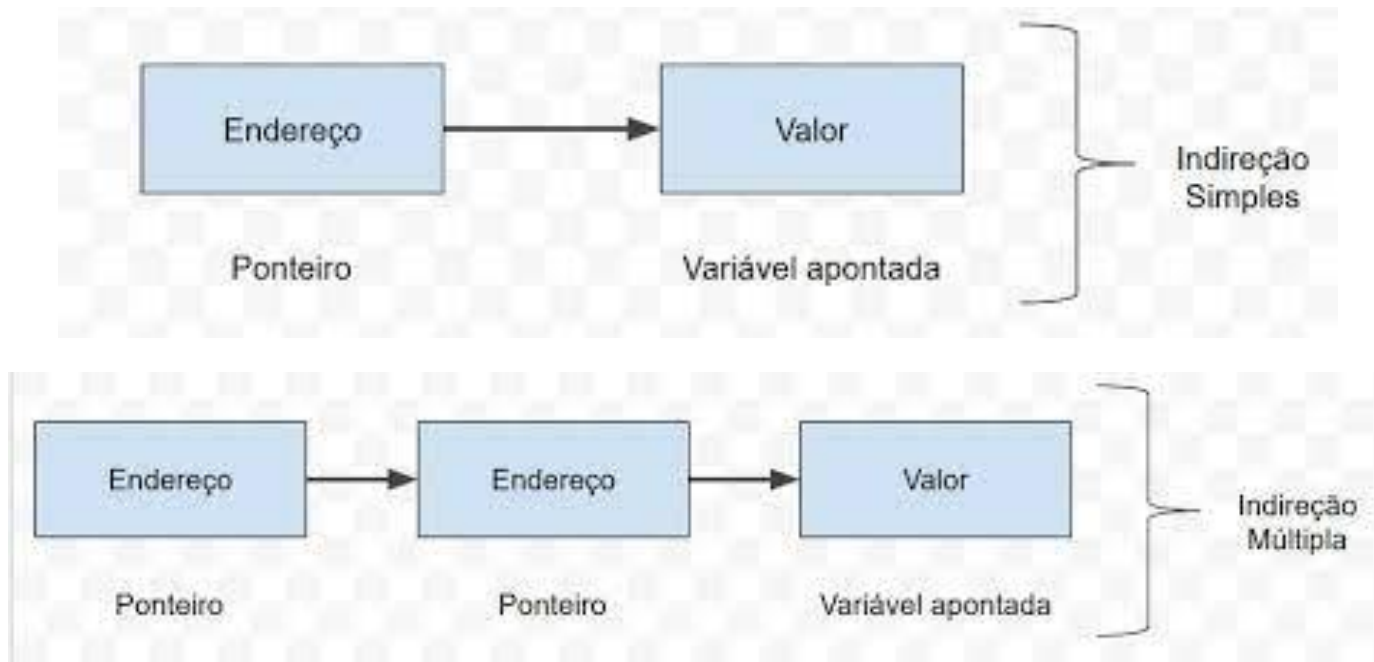 Endereço
Valor
Indireção
Simples
Ponteiro
Variável apontada
Endereço
Endereço
Valor
Indireção
Múltipla
Ponteiro
Ponteiro
Variável apontada